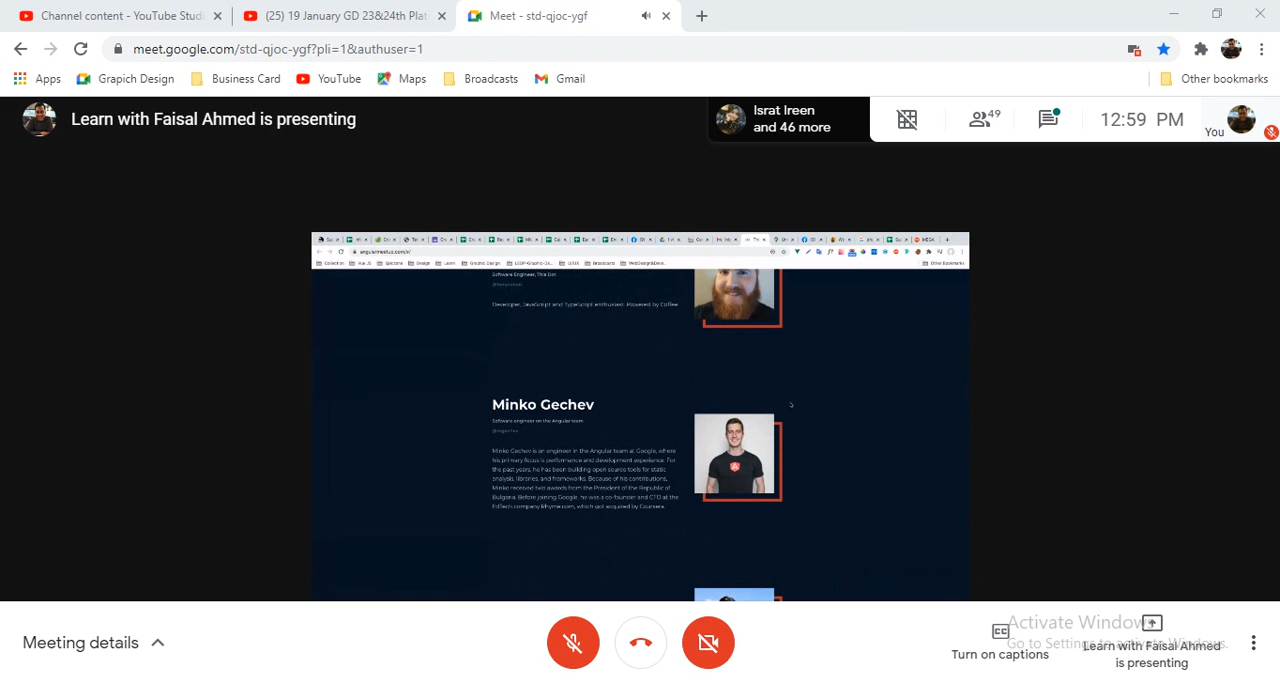 Channel content - YouTube Studi
(25) 19 January GD 23&24th Plat
Meet - std-qjoc-ygf
meet.google.com/std-qjoc-ygf?pli=1&authuser=1
Apps
Grapich Design
Business Card
YouTube
Maps
Broadcasts
Gmail
Other bookmarks
Learn with Faisal Ahmed is presenting
Israt Ireen
and 46 more
49
12:59 PM
You
Software Engineer, This Dot
Developer, JavaScript and TypeScript enthusiast. Powered by Coffee
Minko Gechev
Software engineer on the Angular team
Minko Gechev is an engineer in the Angular team at Google, where
his primary focus is performance and development experience. For
the past years, he has been building open source tools for static
analysis, libraries, and frameworks. Because of his contributions,
Minko received two awards from the President of the Republic of
Bulgaria. Before joining Google, he was a co-founder and CTO at the
EdTech company Rhyme.com, which got acquired by Coursera.
Meeting details
Turn on captions
Learn with Faisal Ahmed
is presenting
Activate Windows
Go to Settings to activate Windows.